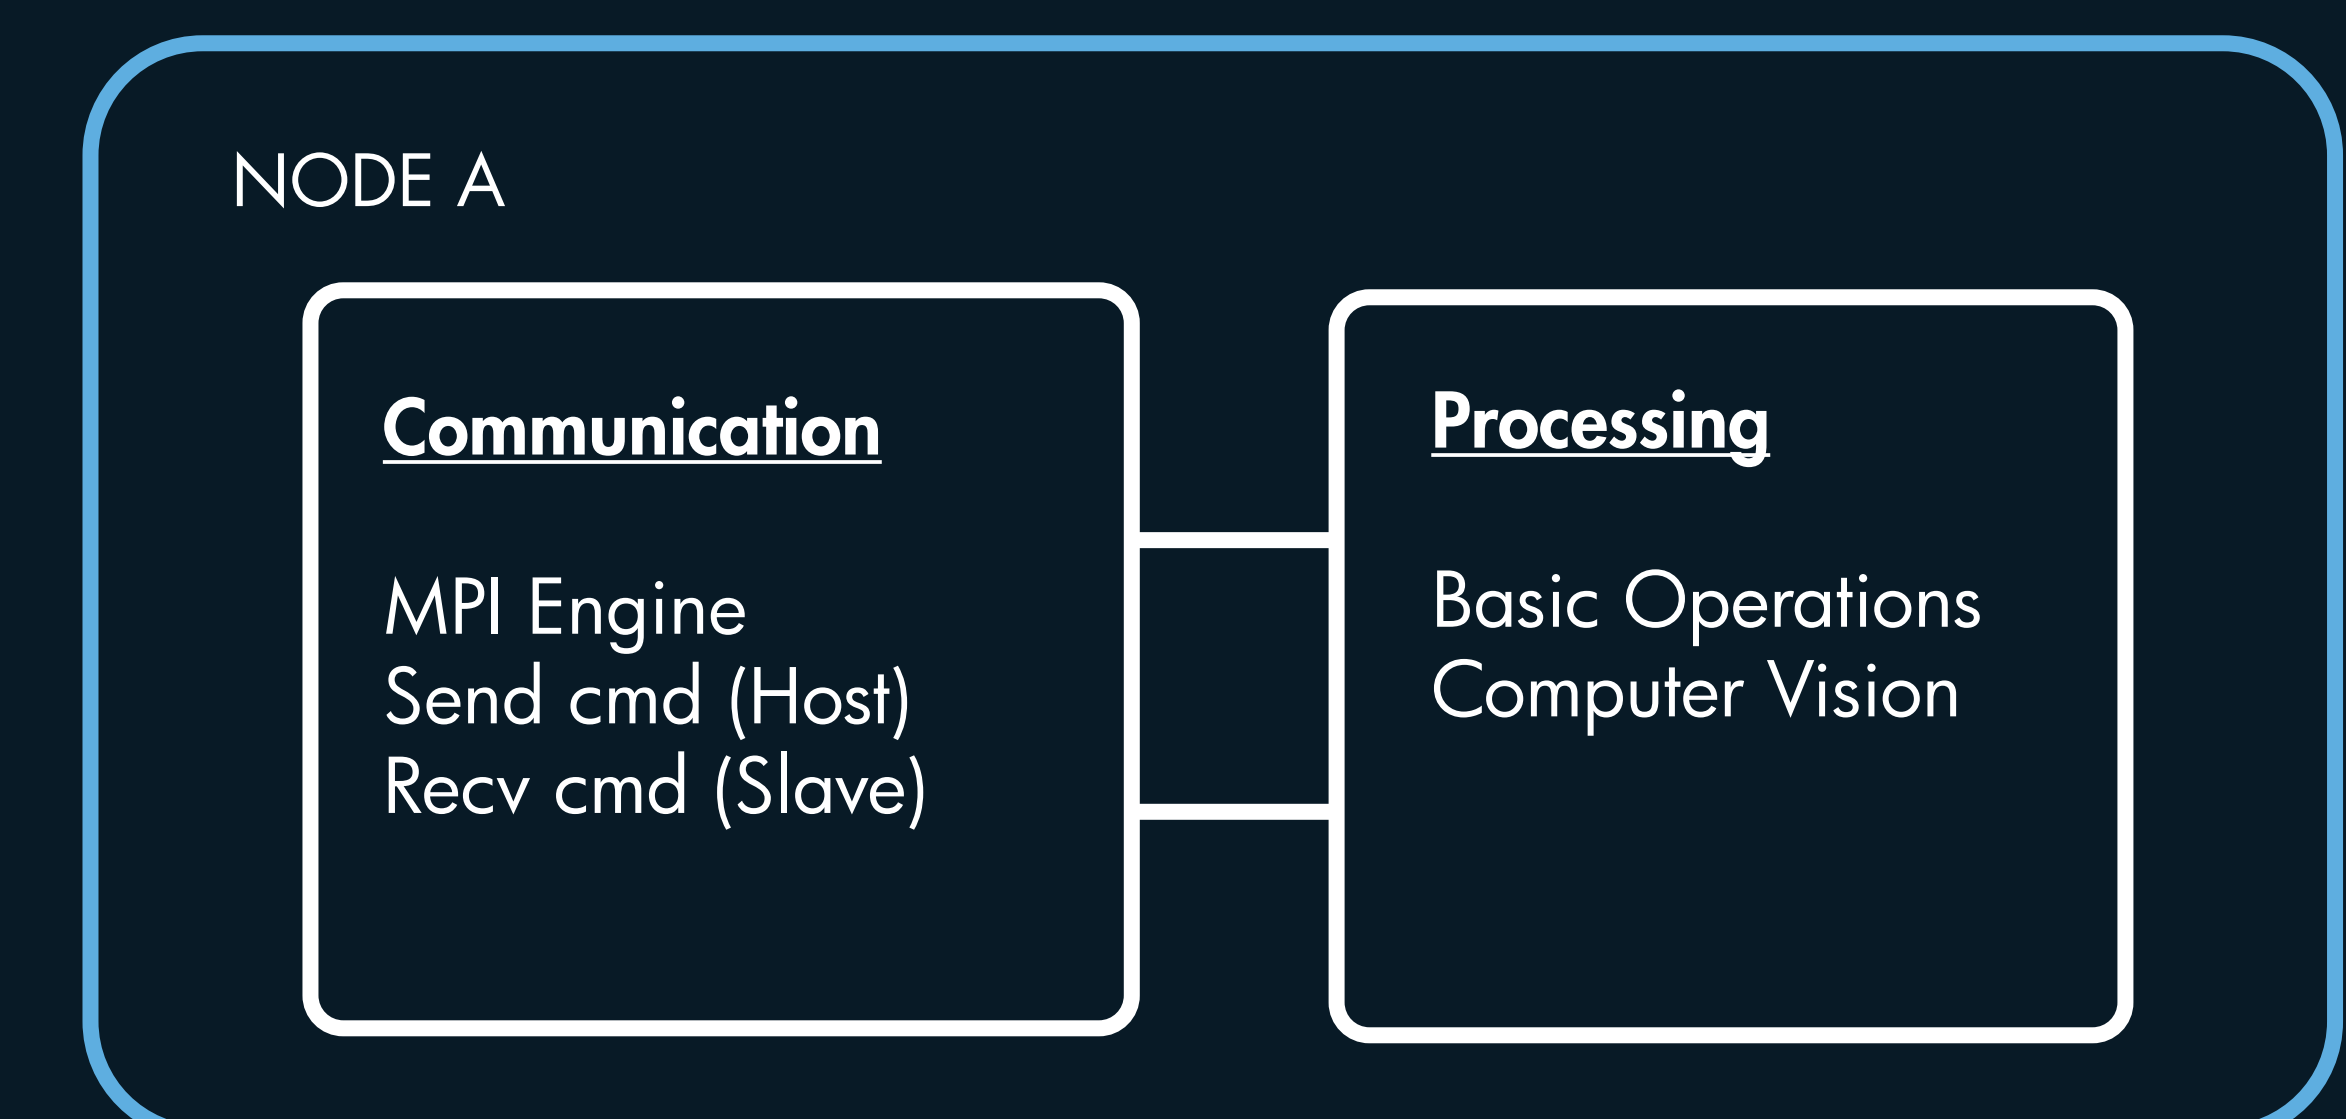 NODE A
Communication
MPI Engine
Send cmd (Host)
Recv cmd (Slave)
Processing
Basic Operations
Computer Vision